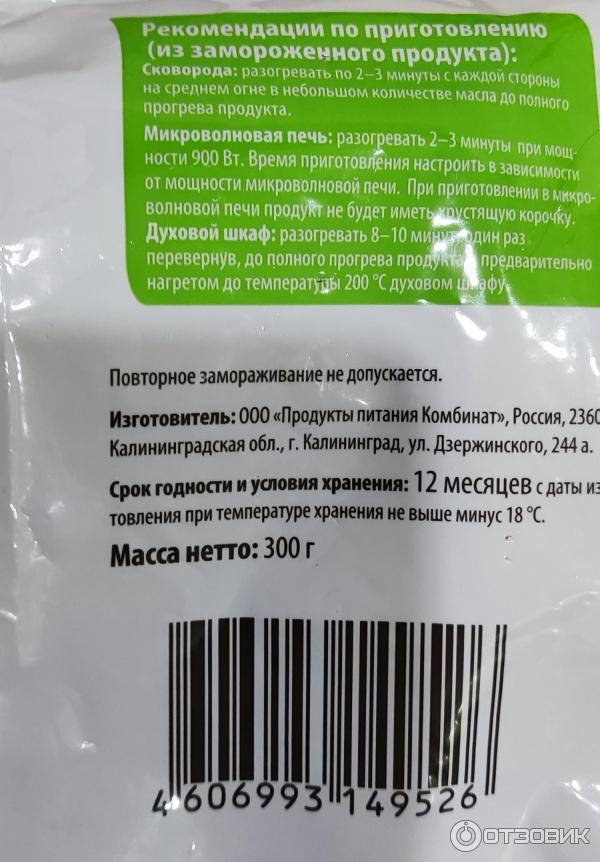 Рекомендации по приготовлению
(из замороженного продукта):
Сковорода: разогревать по 2–3 минуты с каждой стороны
на среднем огне в небольшом количестве масла до полного
прогрева продукта.
Микроволновая печь: разогревать 2–3 минуты при мощ-
ности 900 Вт. Время приготовления настроить в зависимости
от мощности микроволновой печи. При приготовлении в микро-
волновой печи продукт не будет иметь хрустящую корочку.
Духовой шкаф: разогревать 8–10 минут, один раз
перевернув, до полного прогрева продукта в предварительно
нагретом до температуры 200 °С духовом шкафу.
Повторное замораживание не допускается.
Изготовитель: ООО «Продукты питания Комбинат», Россия, 2360
Калининградская обл., г. Калининград, ул. Дзержинского, 244 а.
Срок годности и условия хранения: 12 месяцев с даты из
товления при температуре хранения не выше минус 18 °С.
Масса нетто: 300 г
4 606993 149526
ОТЗОВИК